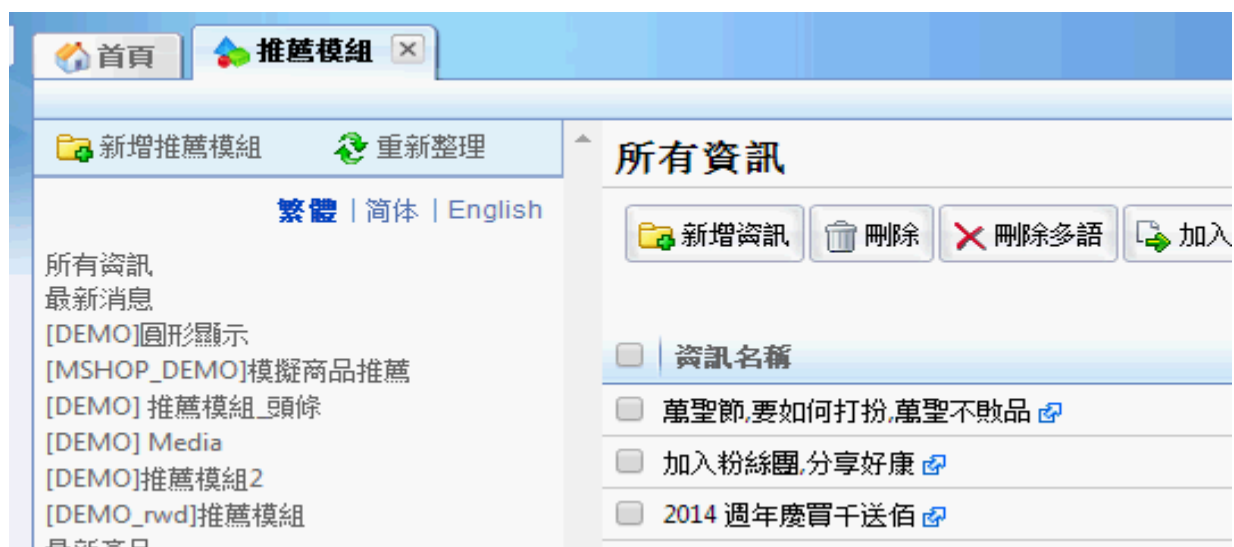 首頁 推薦模組
新增推薦模組 重新整理
繁體 | 简体 | English
所有資訊
最新消息
[DEMO]圓形顯示
[MSHOP_DEMO]模擬商品推薦
[DEMO] 推薦模組_頭條
[DEMO] Media
[DEMO]推薦模組2
[DEMO_rwd]推薦模組
最新產品
所有資訊
新增資訊 刪除 刪除多語 加入
資訊名稱
萬聖節,要如何打扮,萬聖不敗品
加入粉絲團,分享好康
2014 週年慶買千送佰